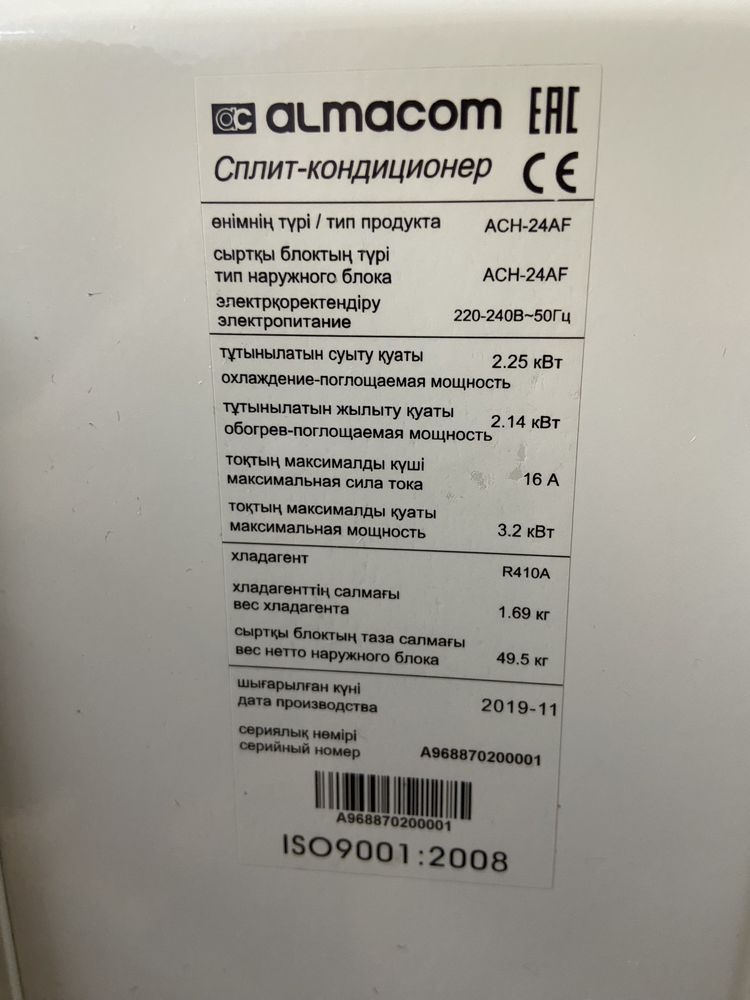 ac almacom EAC
Сплит-кондиционер CE
өнімнің түрі / тип продукта ACH-24AF
сыртқы блоктың түрі
тип наружного блока ACH-24AF
электрқоректендіру
электропитание 220-240В~50Гц
тұтынылатын суыту қуаты 2.25 кВт
охлаждение-поглощаемая мощность
тұтынылатын жылыту қуаты 2.14 кВт
обогрев-поглощаемая мощность
тоқтың максималды күші
максимальная сила тока 16 А
тоқтың максималды қуаты
максимальная мощность 3.2 кВт
хладагент R410A
хладагенттің салмағы
вес хладагента 1.69 кг
сыртқы блоктың таза салмағы
вес нетто наружного блока 49.5 кг
шығарылған күні
дата производства 2019-11
сериялық нөмірі
серийный номер A968870200001
A968870200001
ISO9001:2008